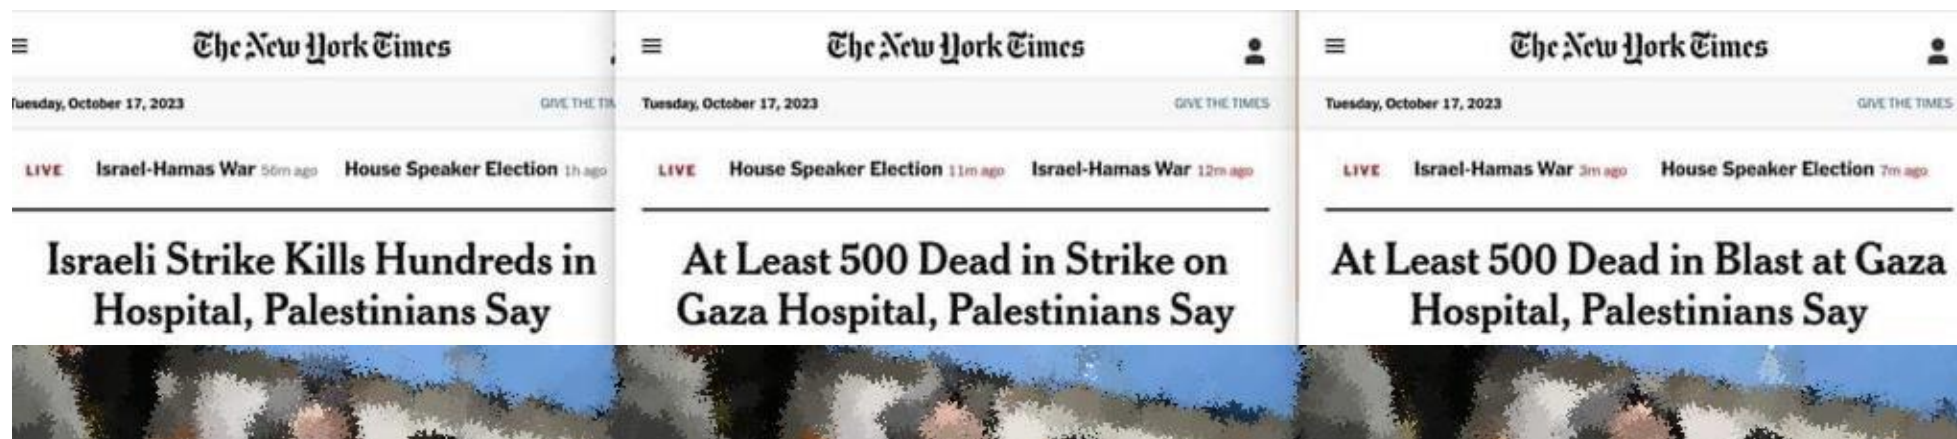 The New York Times
Tuesday, October 17, 2023 GIVE THE
LIVE Israel-Hamas War 56m ago House Speaker Election 1h ago
Israeli Strike Kills Hundreds in
Hospital, Palestinians Say
The New York Times
Tuesday, October 17, 2023 GIVE THE TIMES
LIVE House Speaker Election 11m ago Israel-Hamas War 12m ago
At Least 500 Dead in Strike on
Gaza Hospital, Palestinians Say
The New York Times
Tuesday, October 17, 2023 GIVE THE TIMES
LIVE Israel-Hamas War 3m ago House Speaker Election 7m ago
At Least 500 Dead in Blast at Gaza
Hospital, Palestinians Say